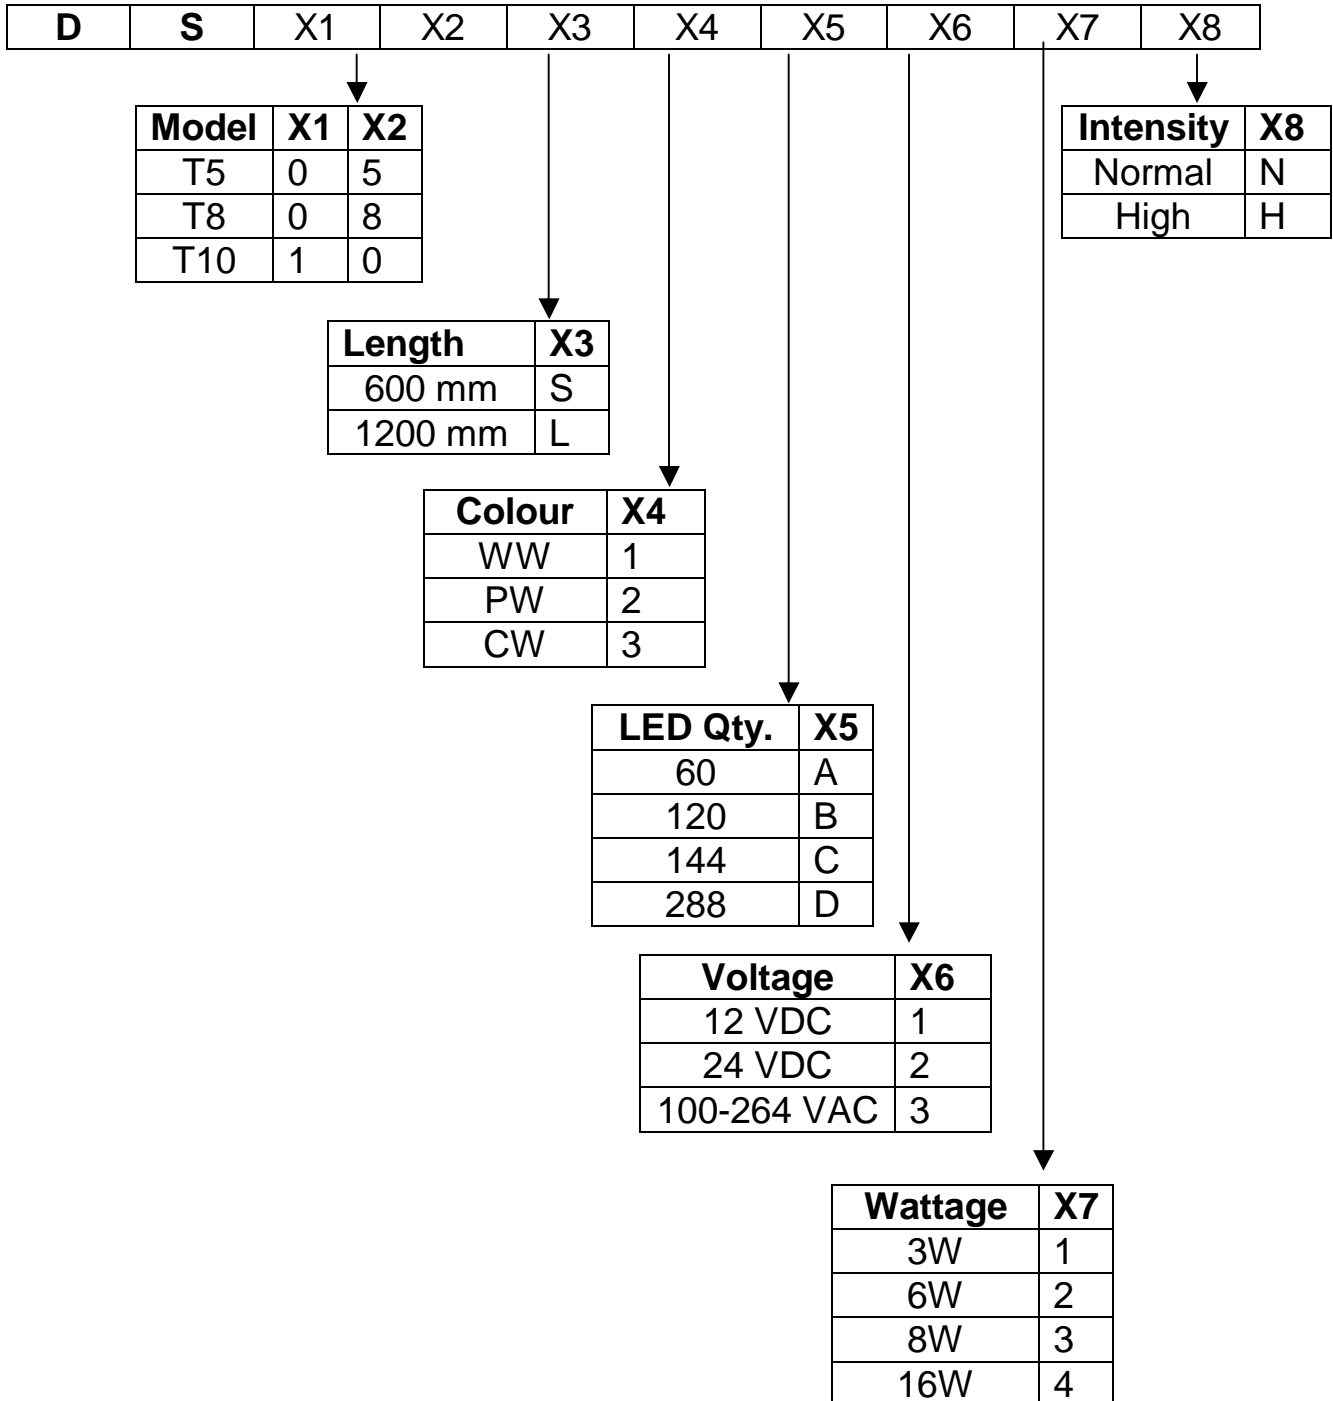 D S X1 X2 X3 X4 X5 X6 X7 X8
Model X1 X2
T5 0 5
T8 0 8
T10 1 0
Intensity X8
Normal N
High H
Length X3
600 mm S
1200 mm L
Colour X4
WW 1
PW 2
CW 3
LED Qty. X5
60 A
120 B
144 C
288 D
Voltage X6
12 VDC 1
24 VDC 2
100-264 VAC 3
Wattage X7
3W 1
6W 2
8W 3
16W 4